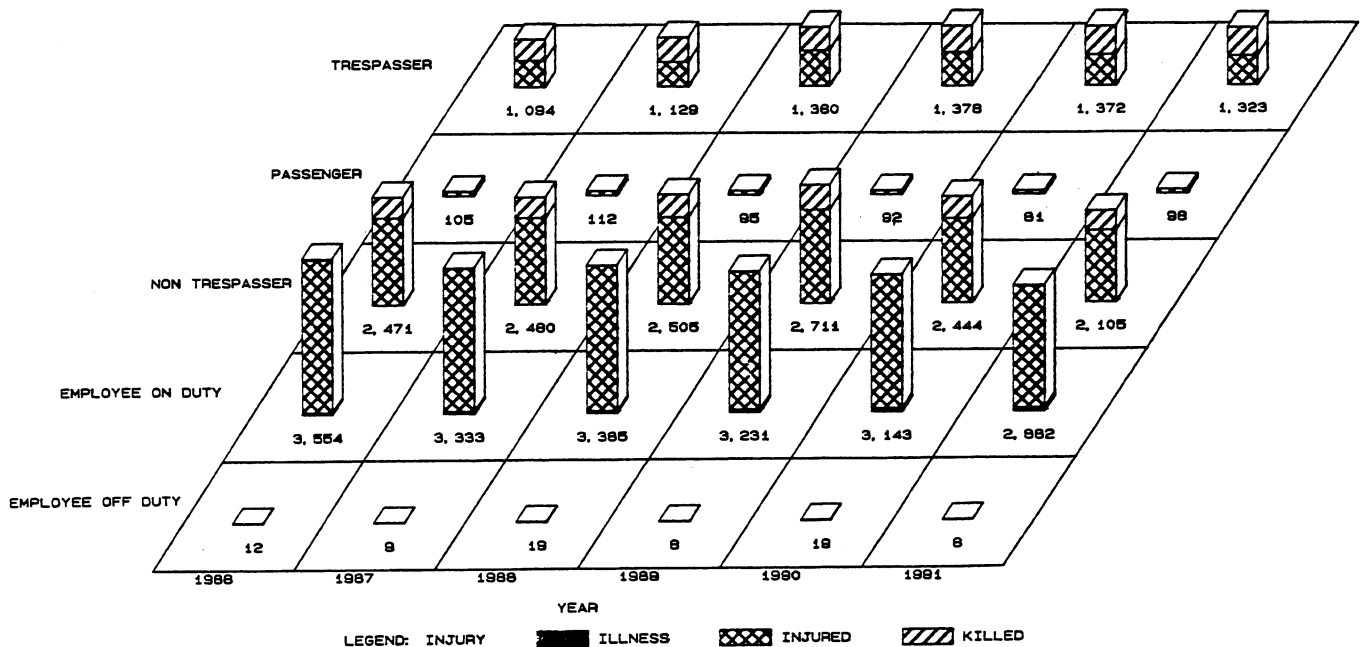 TRESPASSER
1,094 1,129 1,360 1,378 1,372 1,323
PASSENGER
105 112 95 92 81 98
NON TRESPASSER
2,471 2,480 2,505 2,711 2,444 2,105
EMPLOYEE ON DUTY
3,554 3,333 3,385 3,231 3,143 2,882
EMPLOYEE OFF DUTY
12 9 19 8 19 6
1986 1987 1988 1989 1990 1991
YEAR
LEGEND: INJURY ILLNESS INJURED KILLED